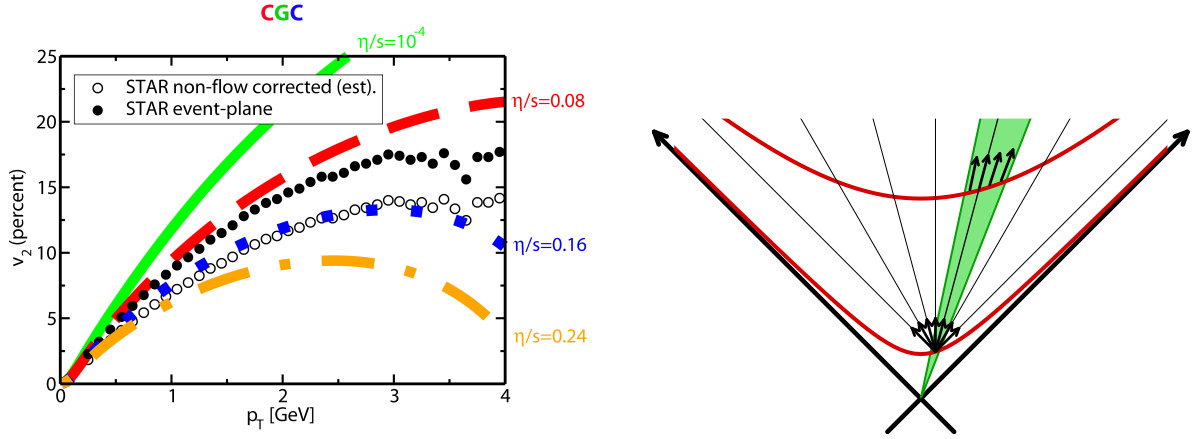 CGC
η/s=10⁻⁴
25
STAR non-flow corrected (est).
STAR event-plane
η/s=0.08
20
15
v₂ (percent)
10
η/s=0.16
5
η/s=0.24
0
0 1 2 3 4
p_T [GeV]